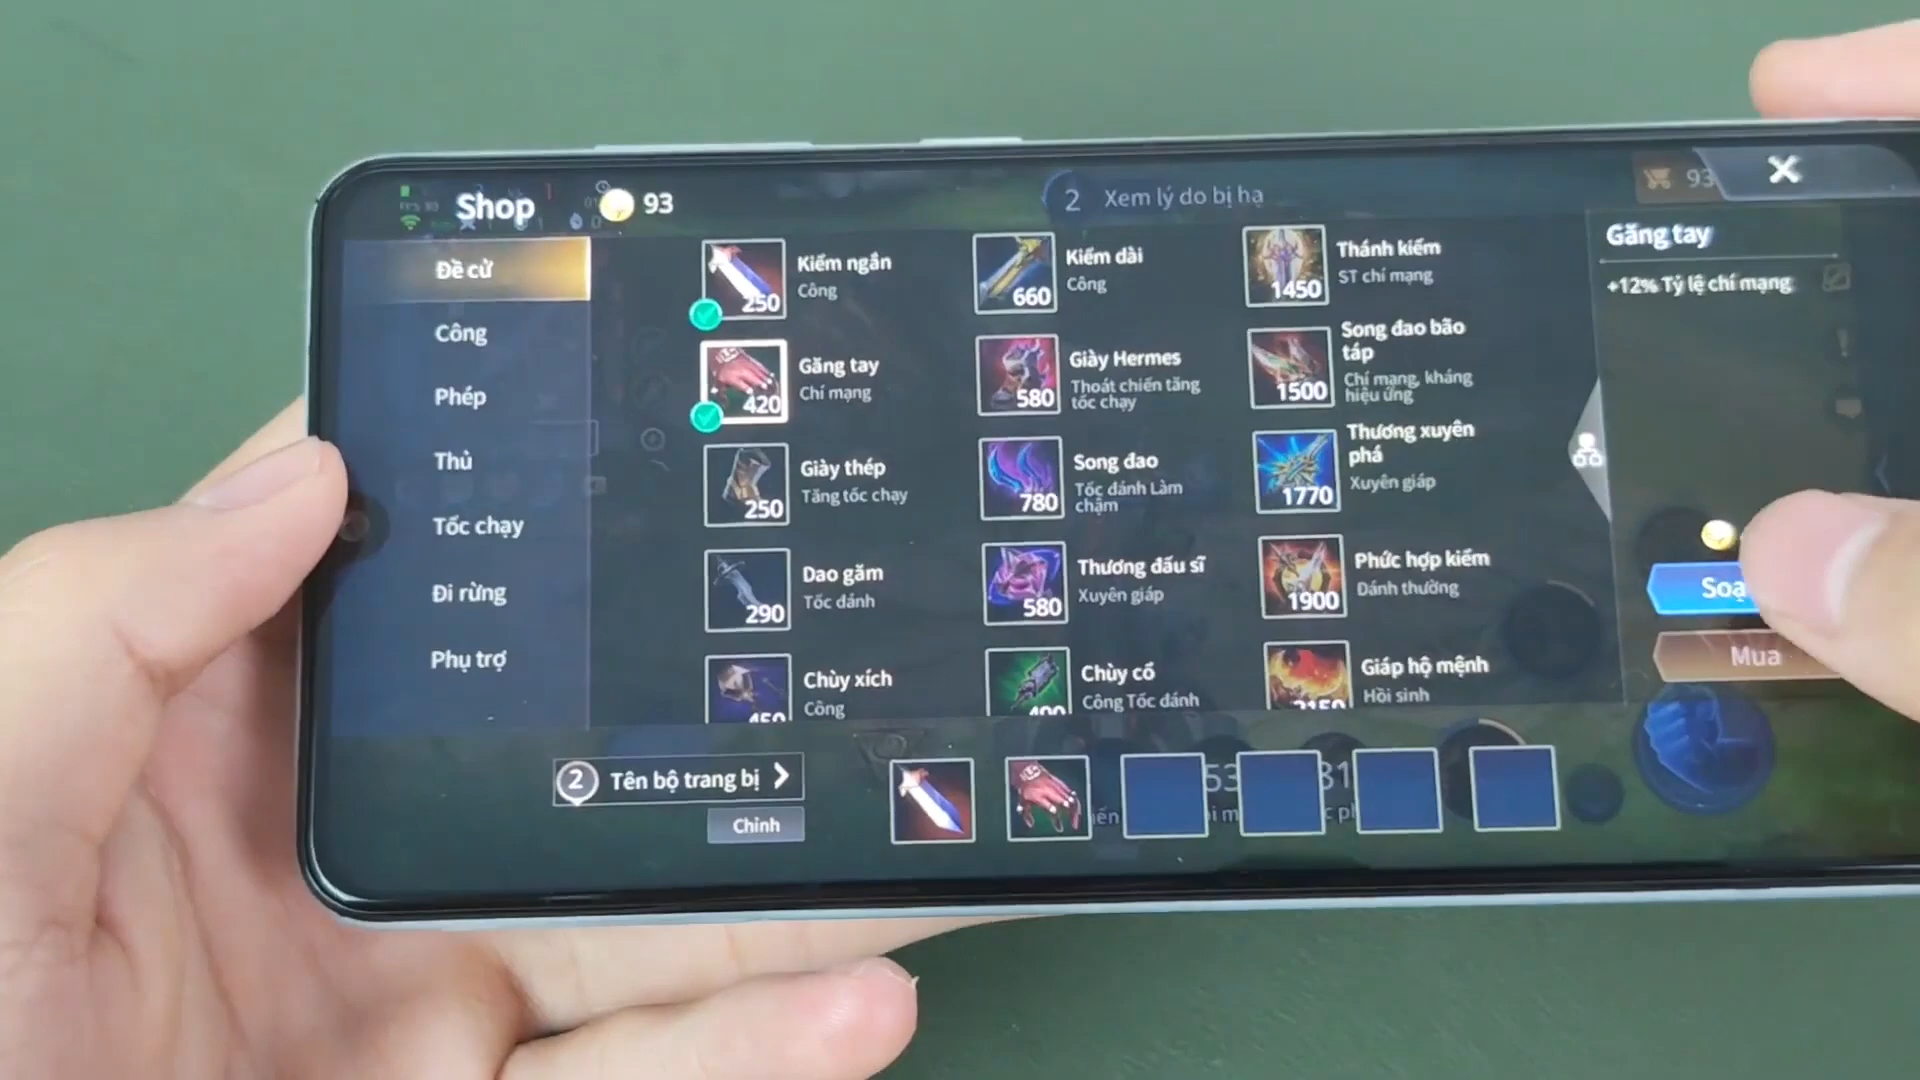 Shop
93
2
Xem lý do bị hạ
93
Đề cử
Công
Phép
Thủ
Tốc chạy
Đi rừng
Phụ trợ
Kiếm ngắn
Công
250
Kiếm dài
Công
660
Thánh kiếm
ST chí mạng
1450
Găng tay
Chí mạng
420
Giày Hermes
Thoát chiến tăng
tốc chạy
580
Song đao bão
táp
Chí mạng, kháng
hiệu ứng
1500
Giày thép
Tăng tốc chạy
250
Song đao
Tốc đánh Làm
chậm
780
Thương xuyên
phá
Xuyên giáp
1770
Dao găm
Tốc đánh
290
Thương đấu sĩ
Xuyên giáp
580
Phức hợp kiếm
Đánh thường
1900
Chùy xích
Công
450
Chùy cổ
Công Tốc đánh
Giáp hộ mệnh
Hồi sinh
2150
Găng tay
+12% Tỷ lệ chí mạng
Mua
2
Tên bộ trang bị
Chỉnh
53